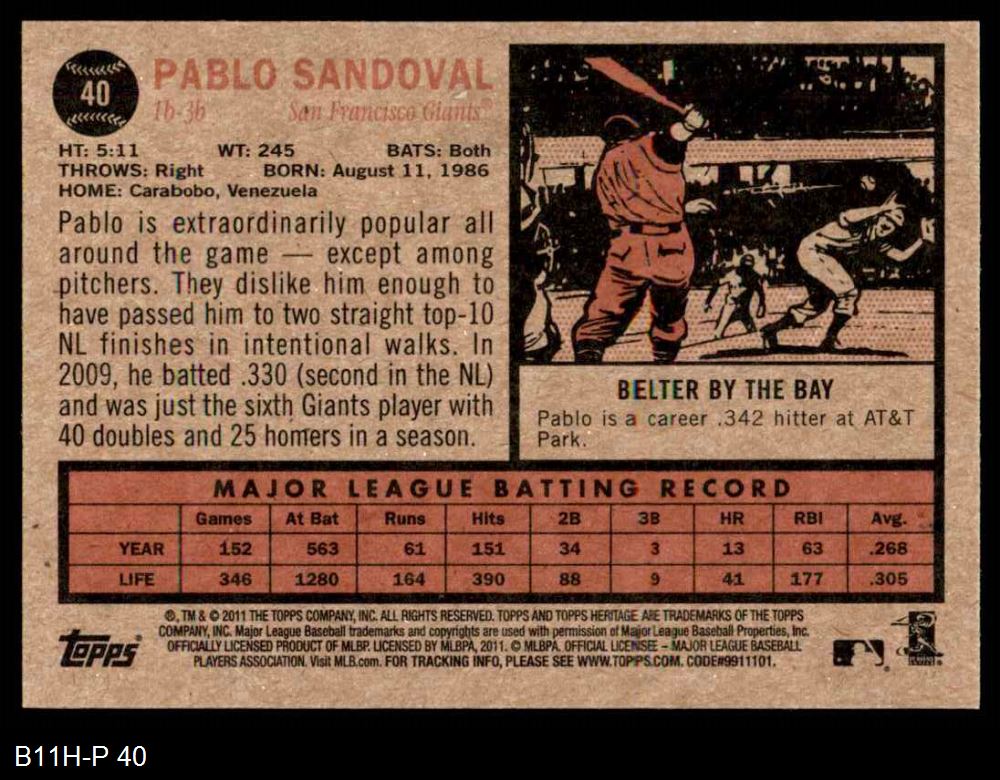 40
PABLO SANDOVAL
1b-3b San Francisco Giants®
HT: 5:11 WT: 245 BATS: Both
THROWS: Right BORN: August 11, 1986
HOME: Carabobo, Venezuela
Pablo is extraordinarily popular all
around the game — except among
pitchers. They dislike him enough to
have passed him to two straight top-10
NL finishes in intentional walks. In
2009, he batted .330 (second in the NL)
and was just the sixth Giants player with
40 doubles and 25 homers in a season.
BELTER BY THE BAY
Pablo is a career .342 hitter at AT&T
Park.
MAJOR LEAGUE BATTING RECORD
Games At Bat Runs Hits 2B 3B HR RBI Avg.
YEAR 152 563 61 151 34 3 13 63 .268
LIFE 346 1280 164 390 88 9 41 177 .305
®, TM & © 2011 THE TOPPS COMPANY, INC. ALL RIGHTS RESERVED. TOPPS AND TOPPS HERITAGE ARE TRADEMARKS OF THE TOPPS
COMPANY, INC. Major League Baseball trademarks and copyrights are used with permission of Major League Baseball Properties, Inc.
OFFICIALLY LICENSED PRODUCT OF MLBP. LICENSED BY MLBPA, 2011. © MLBPA. OFFICIAL LICENSEE – MAJOR LEAGUE BASEBALL
PLAYERS ASSOCIATION. Visit MLB.com. FOR TRACKING INFO, PLEASE SEE WWW.TOPPS.COM. CODE#9911101.
Topps
B11H-P 40